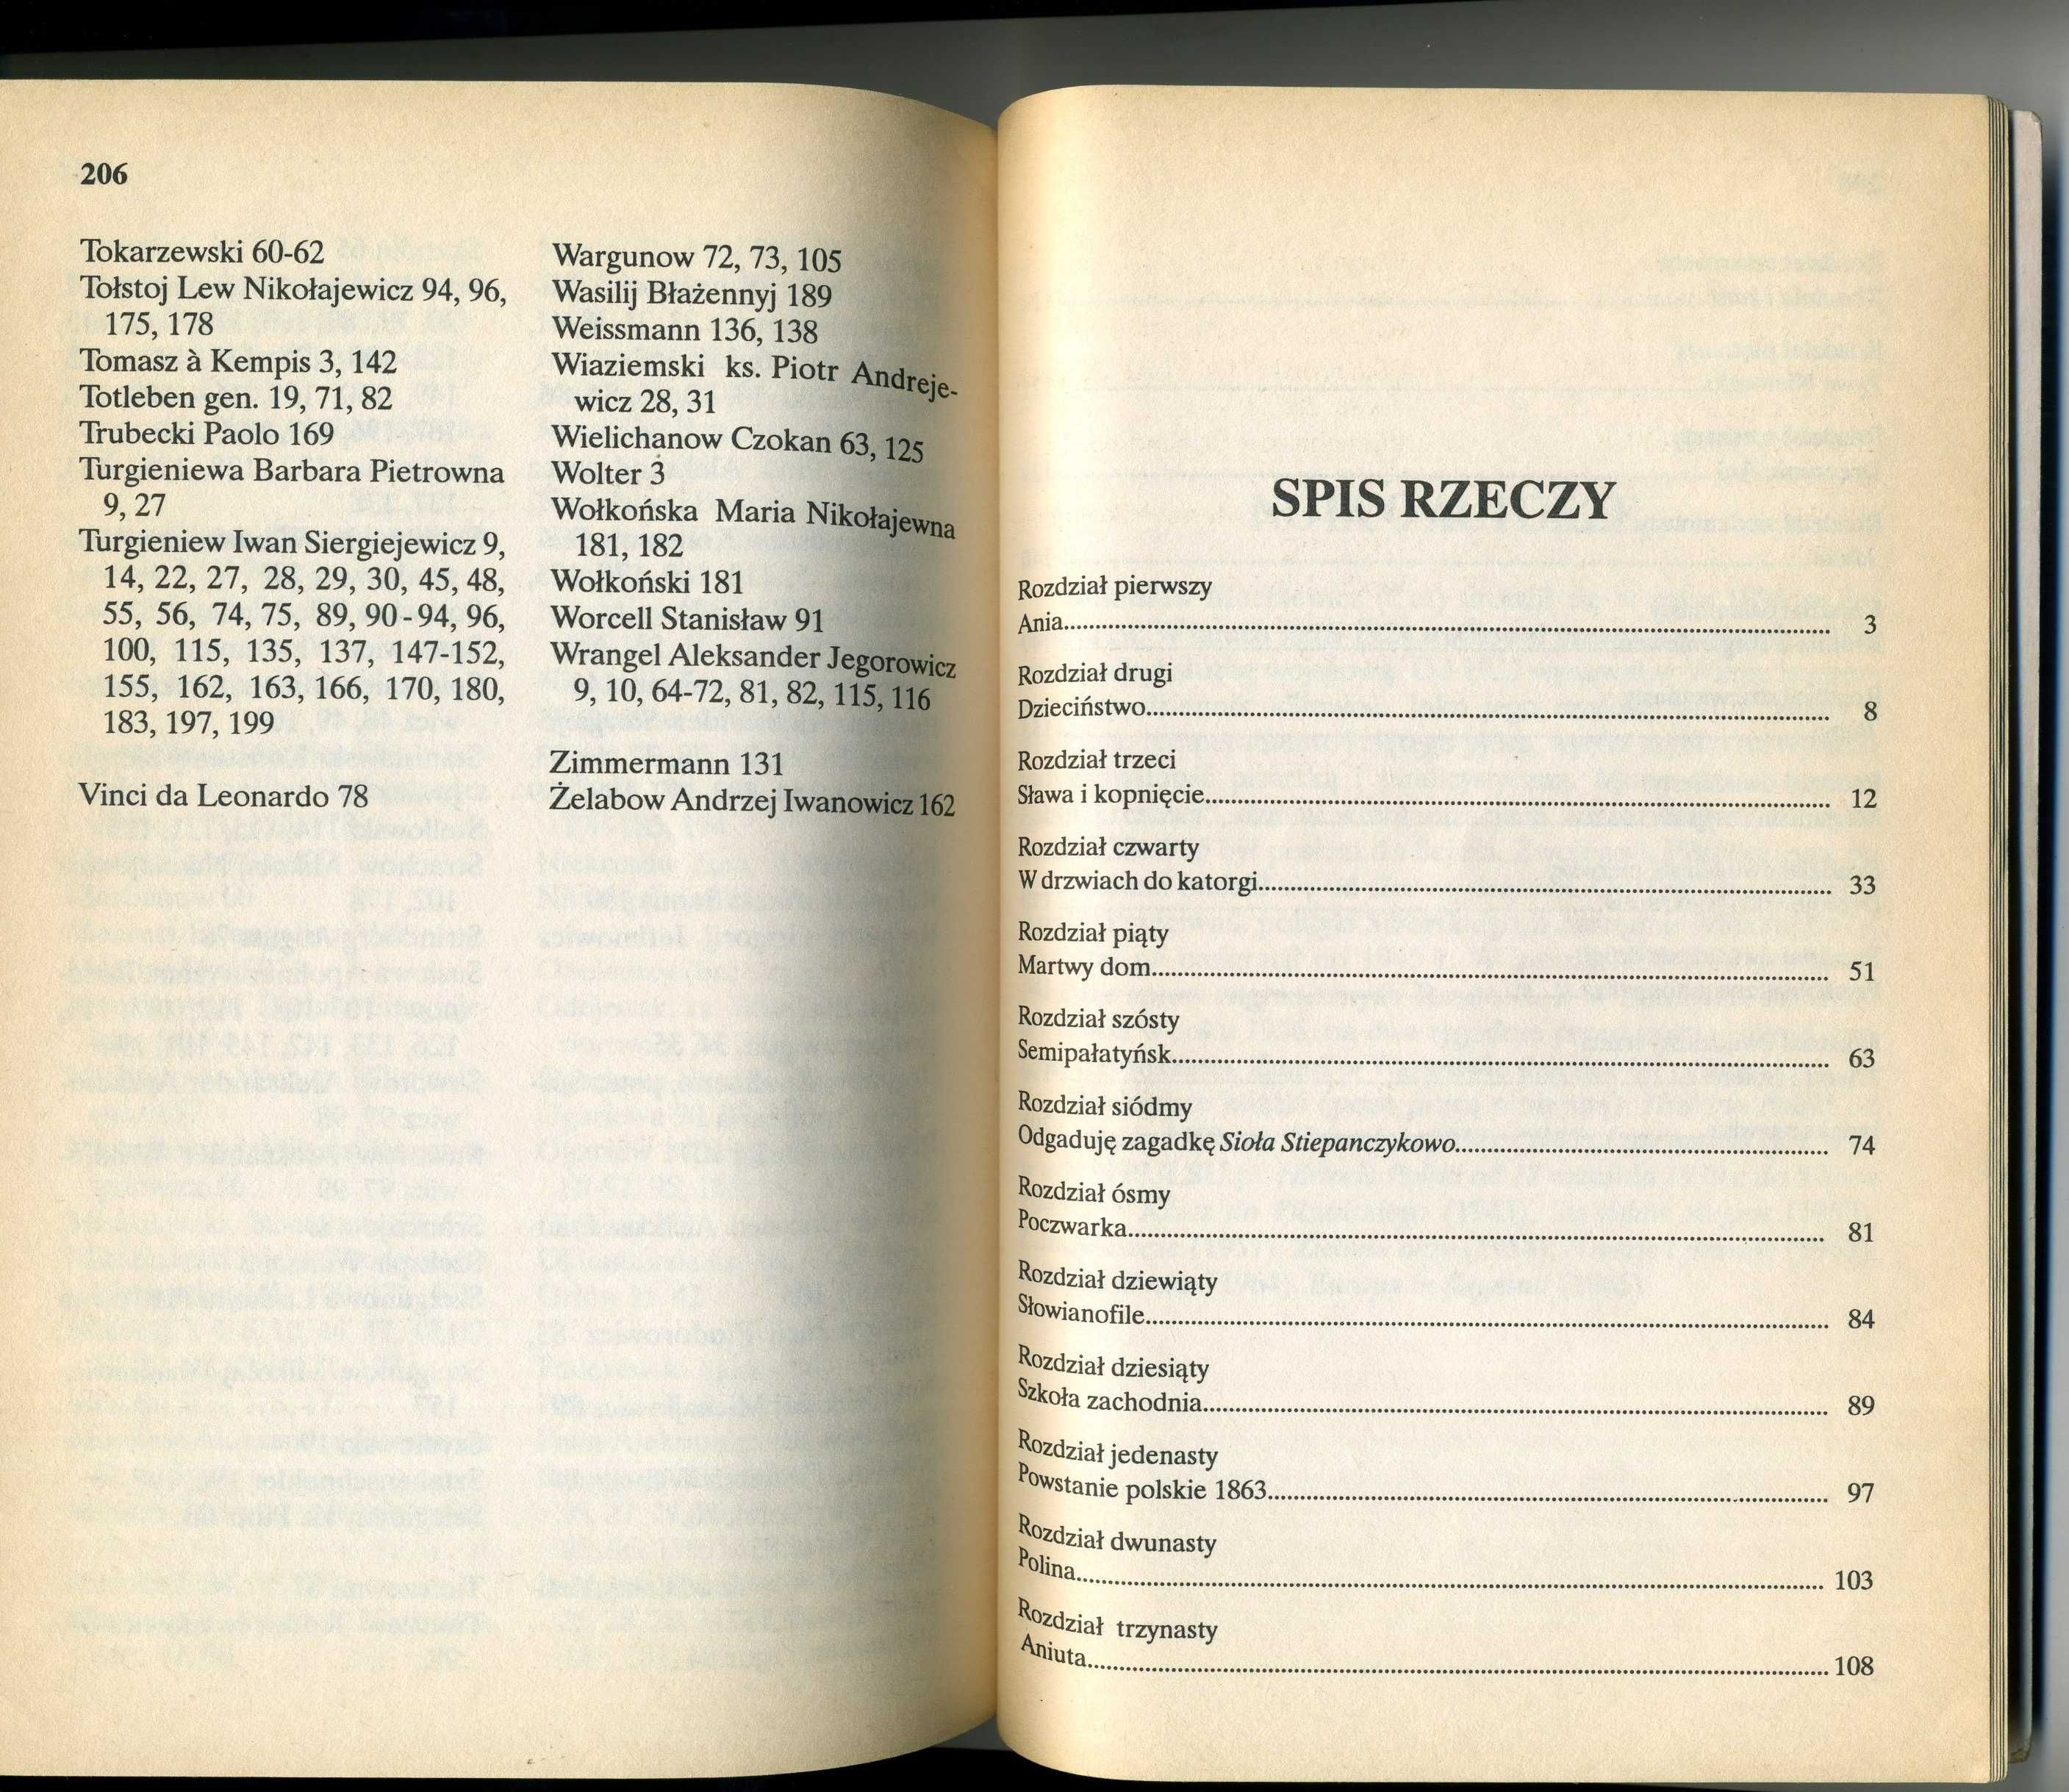 206
Tokarzewski 60-62
Tołstoj Lew Nikołajewicz 94, 96,
175, 178
Tomasz à Kempis 3, 142
Totleben gen. 19, 71, 82
Trubecki Paolo 169
Turgieniewa Barbara Pietrowna
9, 27
Turgieniew Iwan Siergiejewicz 9,
14, 22, 27, 28, 29, 30, 45, 48,
55, 56, 74, 75, 89, 90-94, 96,
100, 115, 135, 137, 147-152,
155, 162, 163, 166, 170, 180,
183, 197, 199
Vinci da Leonardo 78
Wargunow 72, 73, 105
Wasilij Błażennyj 189
Weissmann 136, 138
Wiaziemski ks. Piotr Andreje-
wicz 28, 31
Wielichanow Czokan 63, 125
Wolter 3
Wołkońska Maria Nikołajewna
181, 182
Wołkoński 181
Worcell Stanisław 91
Wrangel Aleksander Jegorowicz
9, 10, 64-72, 81, 82, 115, 116
Zimmermann 131
Żelabow Andrzej Iwanowicz 162
SPIS RZECZY
Rozdział pierwszy
Ania 3
Rozdział drugi
Dzieciństwo 8
Rozdział trzeci
Sława i kopnięcie 12
Rozdział czwarty
W drzwiach do katorgi 33
Rozdział piąty
Martwy dom 51
Rozdział szósty
Semipałatyńsk 63
Rozdział siódmy
Odgaduję zagadkę Sioła Stiepanczykowo 74
Rozdział ósmy
Poczwarka 81
Rozdział dziewiąty
Słowianofile 84
Rozdział dziesiąty
Szkoła zachodnia 89
Rozdział jedenasty
Powstanie polskie 1863 97
Rozdział dwunasty
Polina 103
Rozdział trzynasty
Aniuta 108